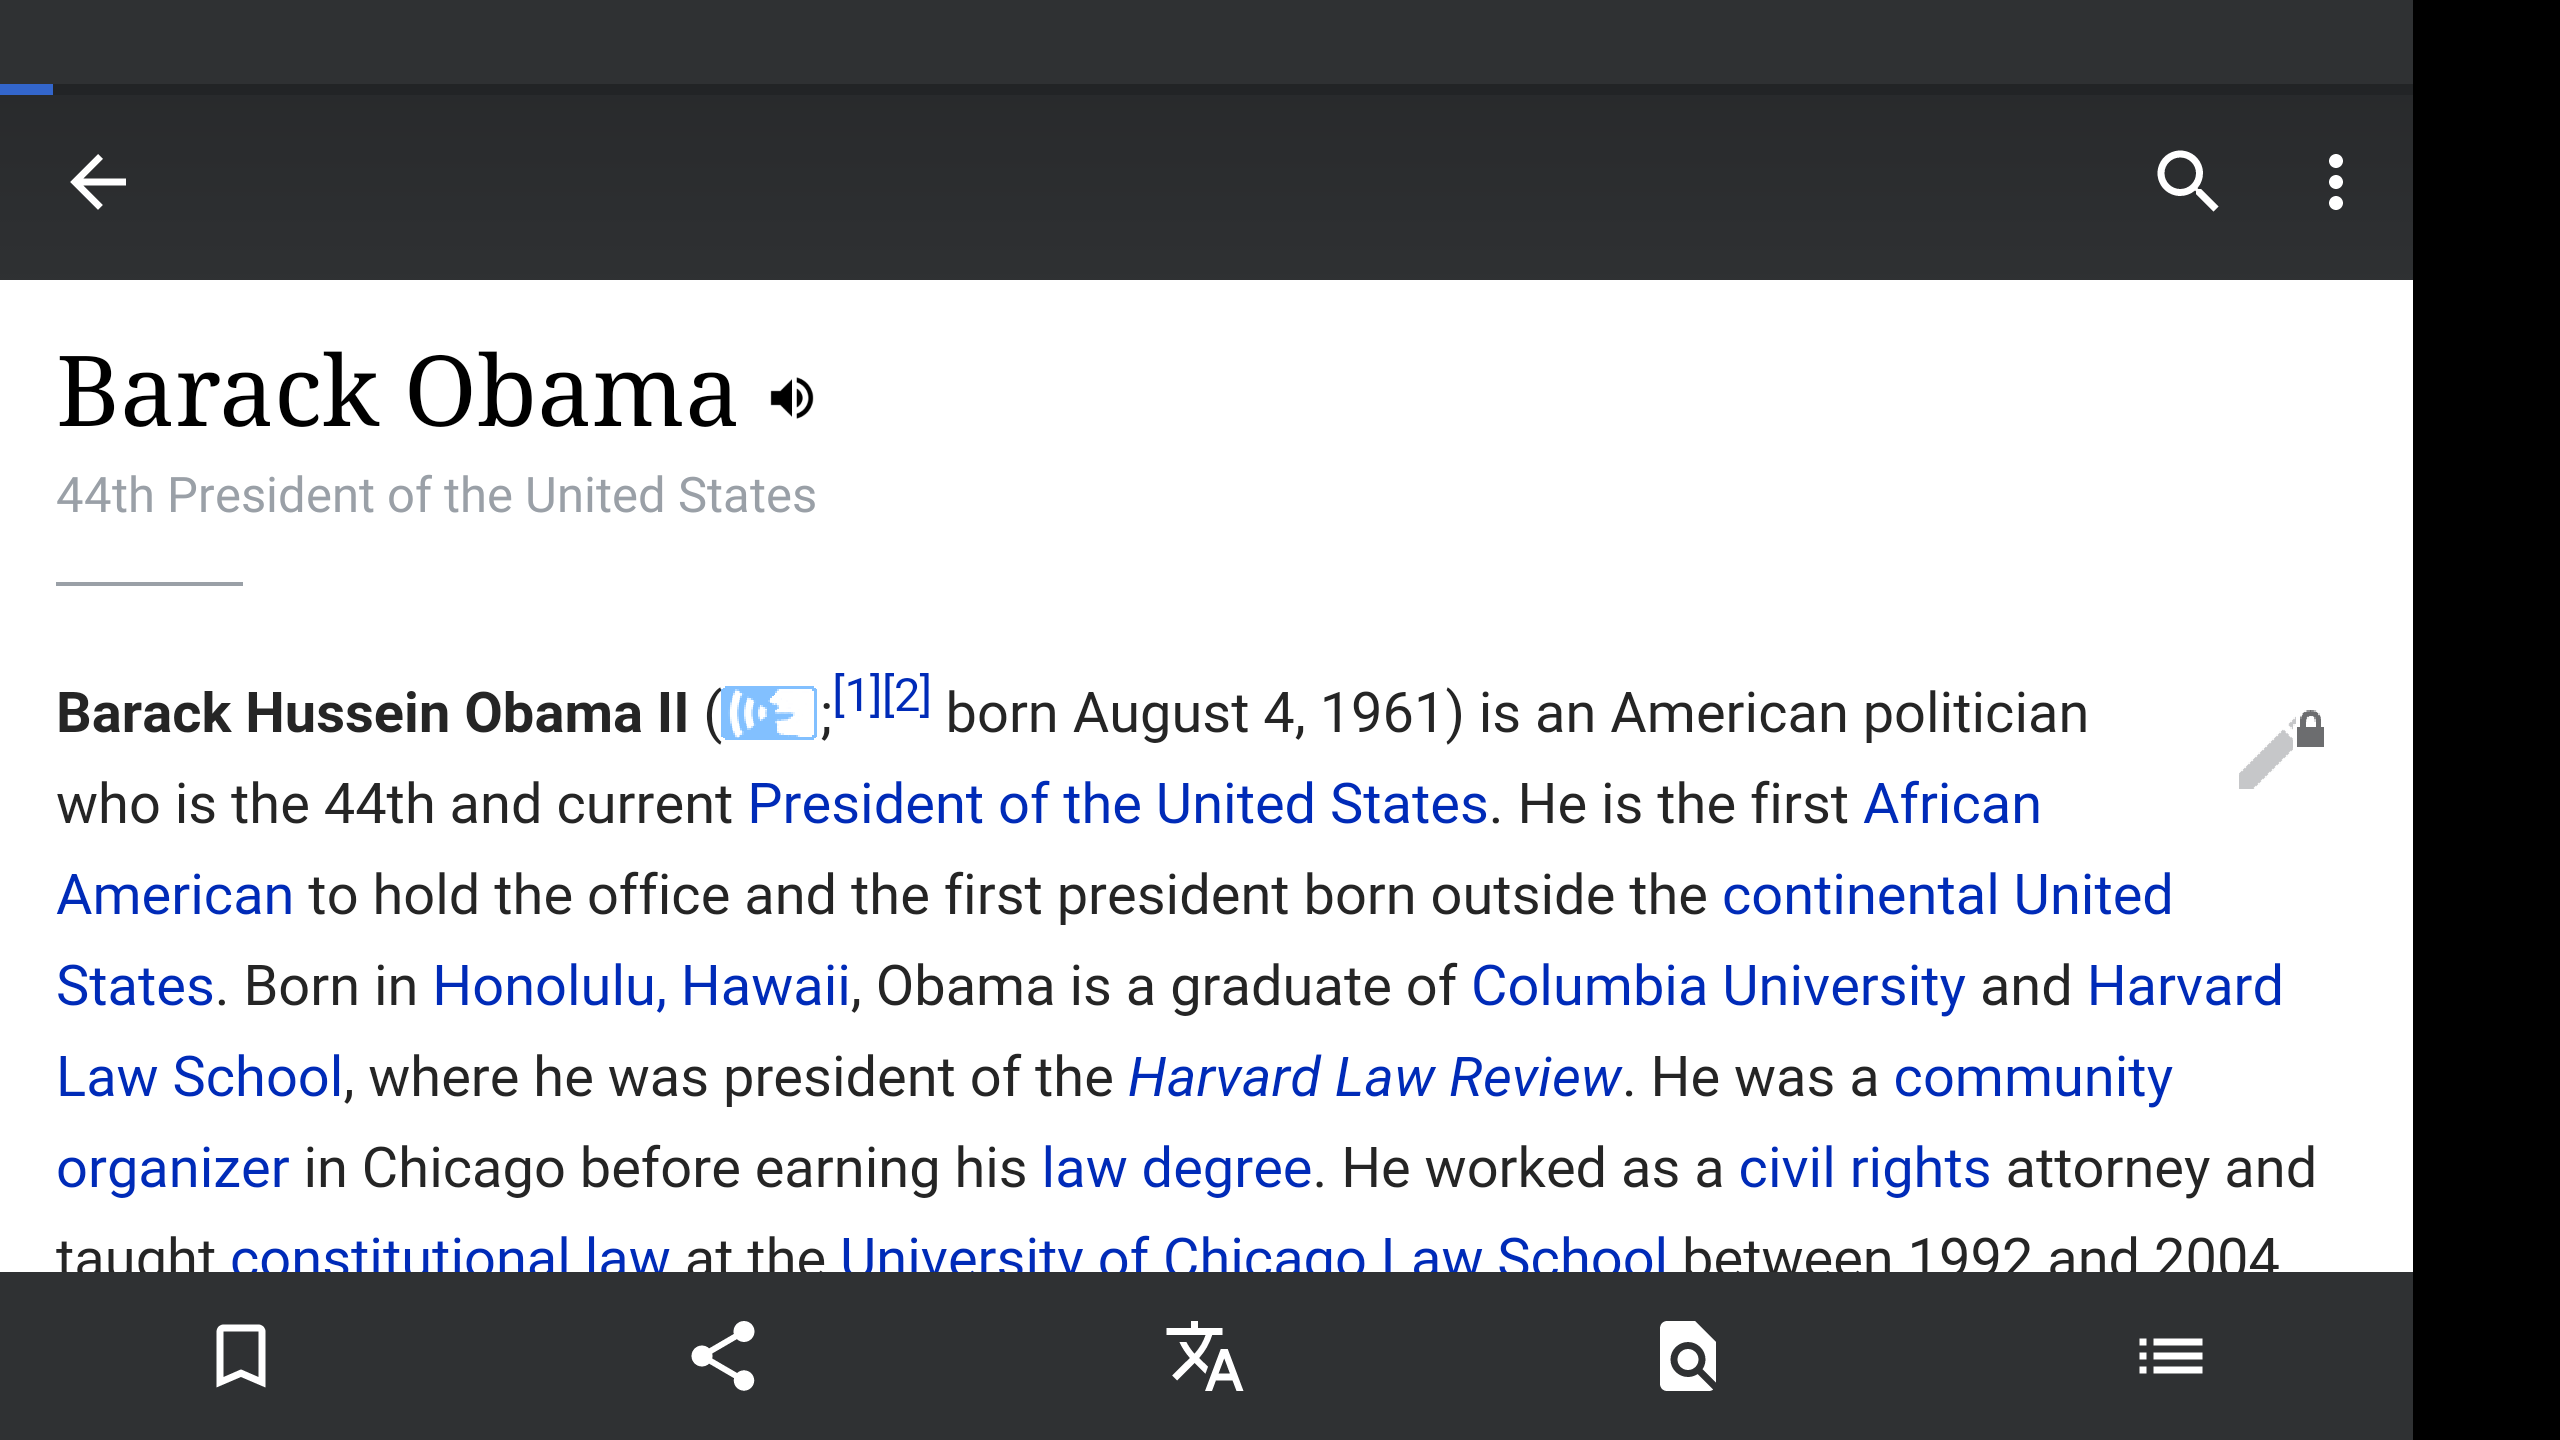 Barack Obama
44th President of the United States
Barack Hussein Obama II (;[1][2] born August 4, 1961) is an American politician
who is the 44th and current President of the United States. He is the first African
American to hold the office and the first president born outside the continental United
States. Born in Honolulu, Hawaii, Obama is a graduate of Columbia University and Harvard
Law School, where he was president of the Harvard Law Review. He was a community
organizer in Chicago before earning his law degree. He worked as a civil rights attorney and
taught constitutional law at the University of Chicago Law School between 1992 and 2004